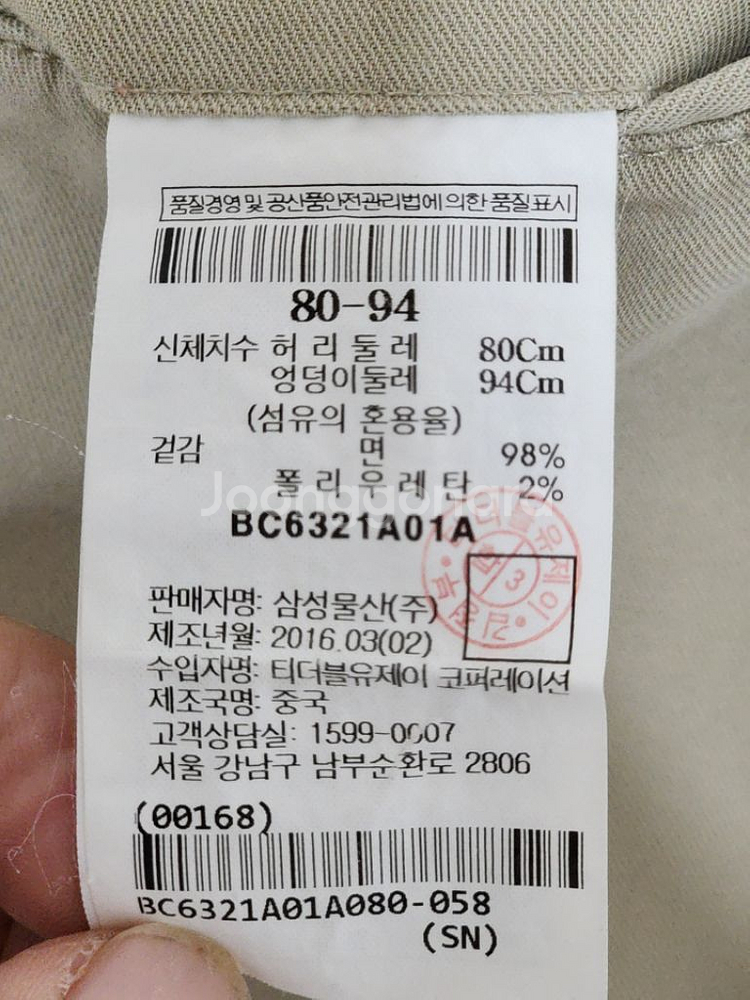 품질경영및 공산품안전관리법에 의한 품질표시
80-94
신체치수 허 리 둘 레 80Cm
엉덩이둘레 94Cm
(섬유의 혼용율)
겉감 면 98%
폴 리 우 레 탄 2%
Joonggongra
BC6321A01A
판매자명: 삼성물산(주)
제조년월: 2016.03(02)
수입자명: 티더블유제이 코퍼레이션
제조국명: 중국
고객상담실: 1599-0007
서울 강남구 남부순환로 2806
(00168)
BC6321A01A080-058
(SN)